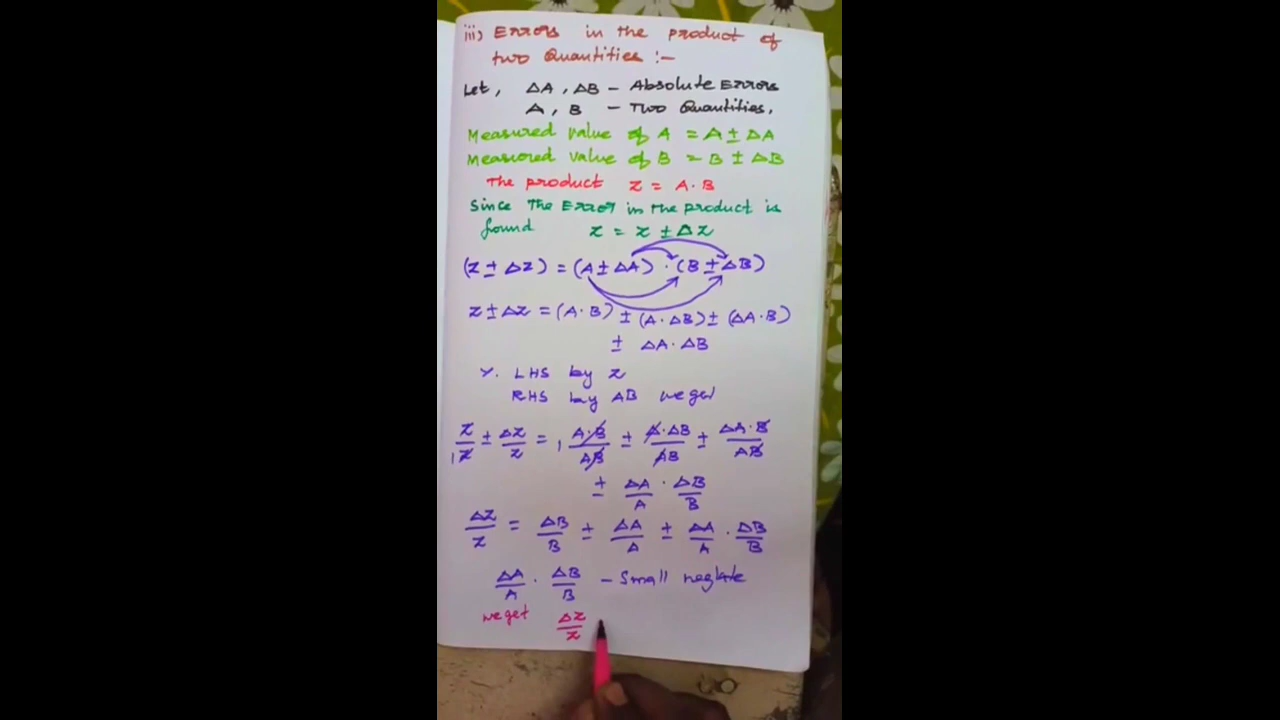 iii) Errors in the product of
two Quantities :-
Let, ΔA, ΔB - Absolute Errors
A, B - Two Quantities,
Measured value of A = A ± ΔA
Measured value of B = B ± ΔB
The product Z = A.B
Since The Error in the product is
found Z = Z ± ΔZ
(Z ± ΔZ) = (A ± ΔA) . (B ± ΔB)
Z ± ΔZ = (A.B) ± (A.ΔB) ± (ΔA.B)
± ΔA.ΔB
÷. LHS by Z
RHS by AB we get
Z/Z ± ΔZ/Z = 1 A.B/AB ± A.ΔB/AB ± ΔA.B/AB
± ΔA/A . ΔB/B
ΔZ/Z = ΔB/B ± ΔA/A ± ΔA/A . ΔB/B
ΔA/A . ΔB/B - Small neglate
we get ΔZ/Z